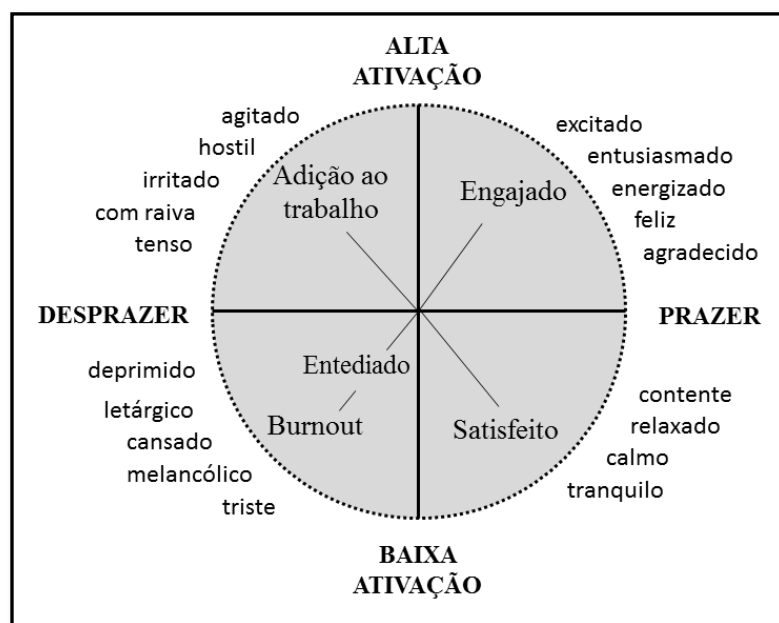 ALTA
ATIVAÇÃO
agitado
hostil
irritado
com raiva
tenso
excitado
entusiasmado
energizado
feliz
agradecido
Adição ao
trabalho
Engajado
DESPRAZER
PRAZER
Entediado
Burnout
Satisfeito
deprimido
letárgico
cansado
melancólico
triste
contente
relaxado
calmo
tranquilo
BAIXA
ATIVAÇÃO